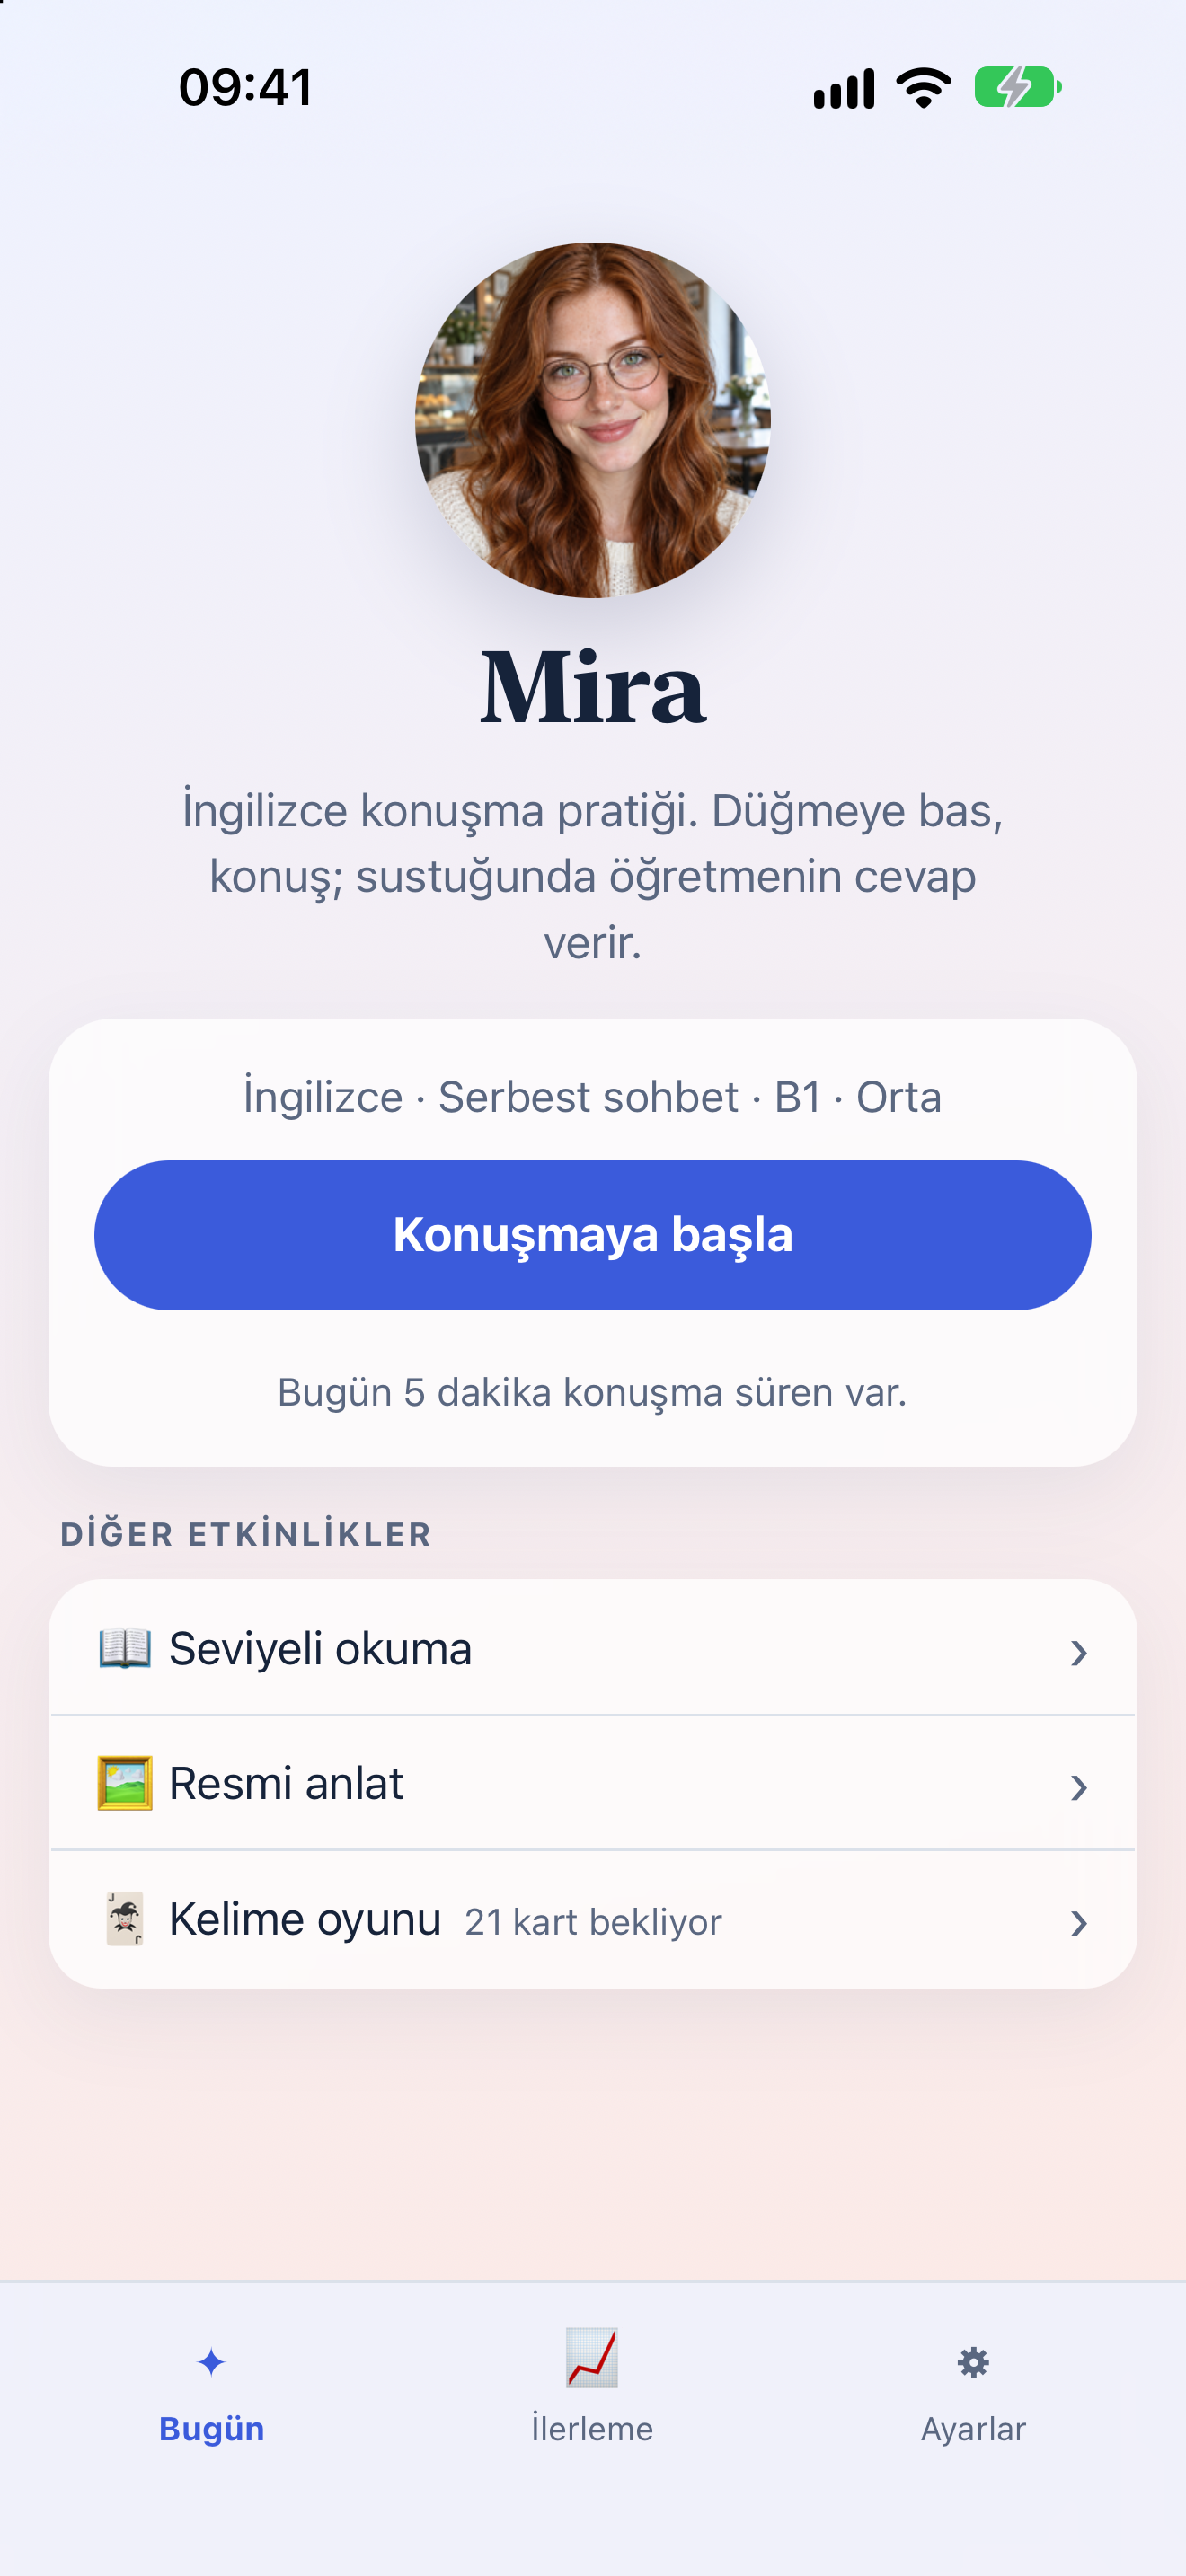 09:41
Mira
İngilizce konuşma pratiği. Düğmeye bas,
konuş; sustuğunda öğretmenin cevap
verir.
İngilizce · Serbest sohbet · B1 · Orta
Konuşmaya başla
Bugün 5 dakika konuşma süren var.
DİĞER ETKİNLİKLER
Seviyeli okuma
Resmi anlat
Kelime oyunu 21 kart bekliyor
Bugün
İlerleme
Ayarlar